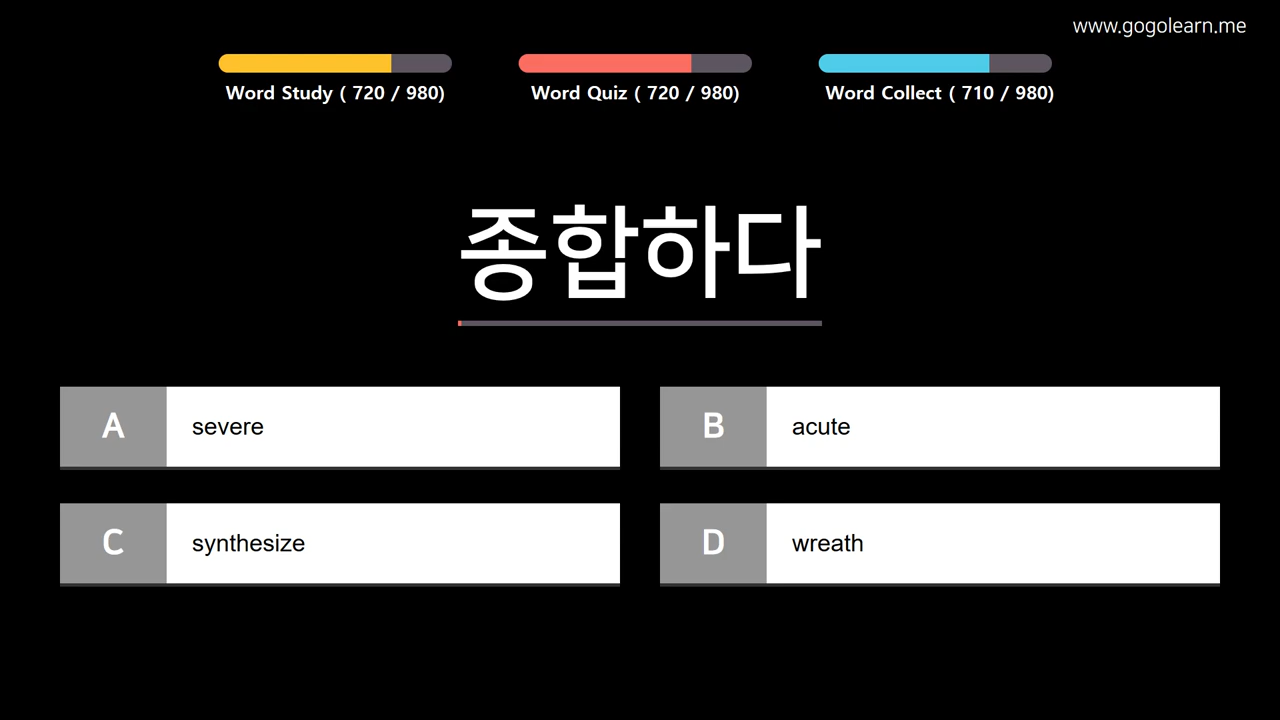 www.gogolearn.me
Word Study ( 720 / 980)
Word Quiz ( 720 / 980)
Word Collect ( 710 / 980)
종합하다
A severe
B acute
C synthesize
D wreath